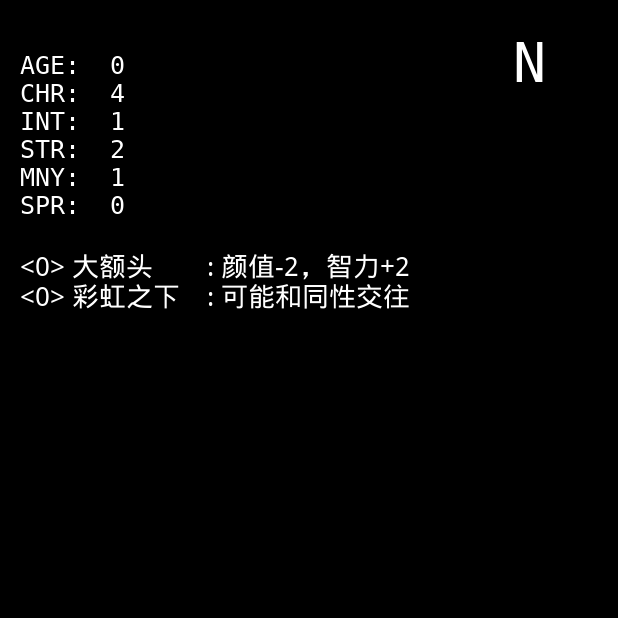 N
AGE: 0
CHR: 4
INT: 1
STR: 2
MNY: 1
SPR: 0
<O> 大额头 : 颜值-2，智力+2
<O> 彩虹之下 : 可能和同性交往